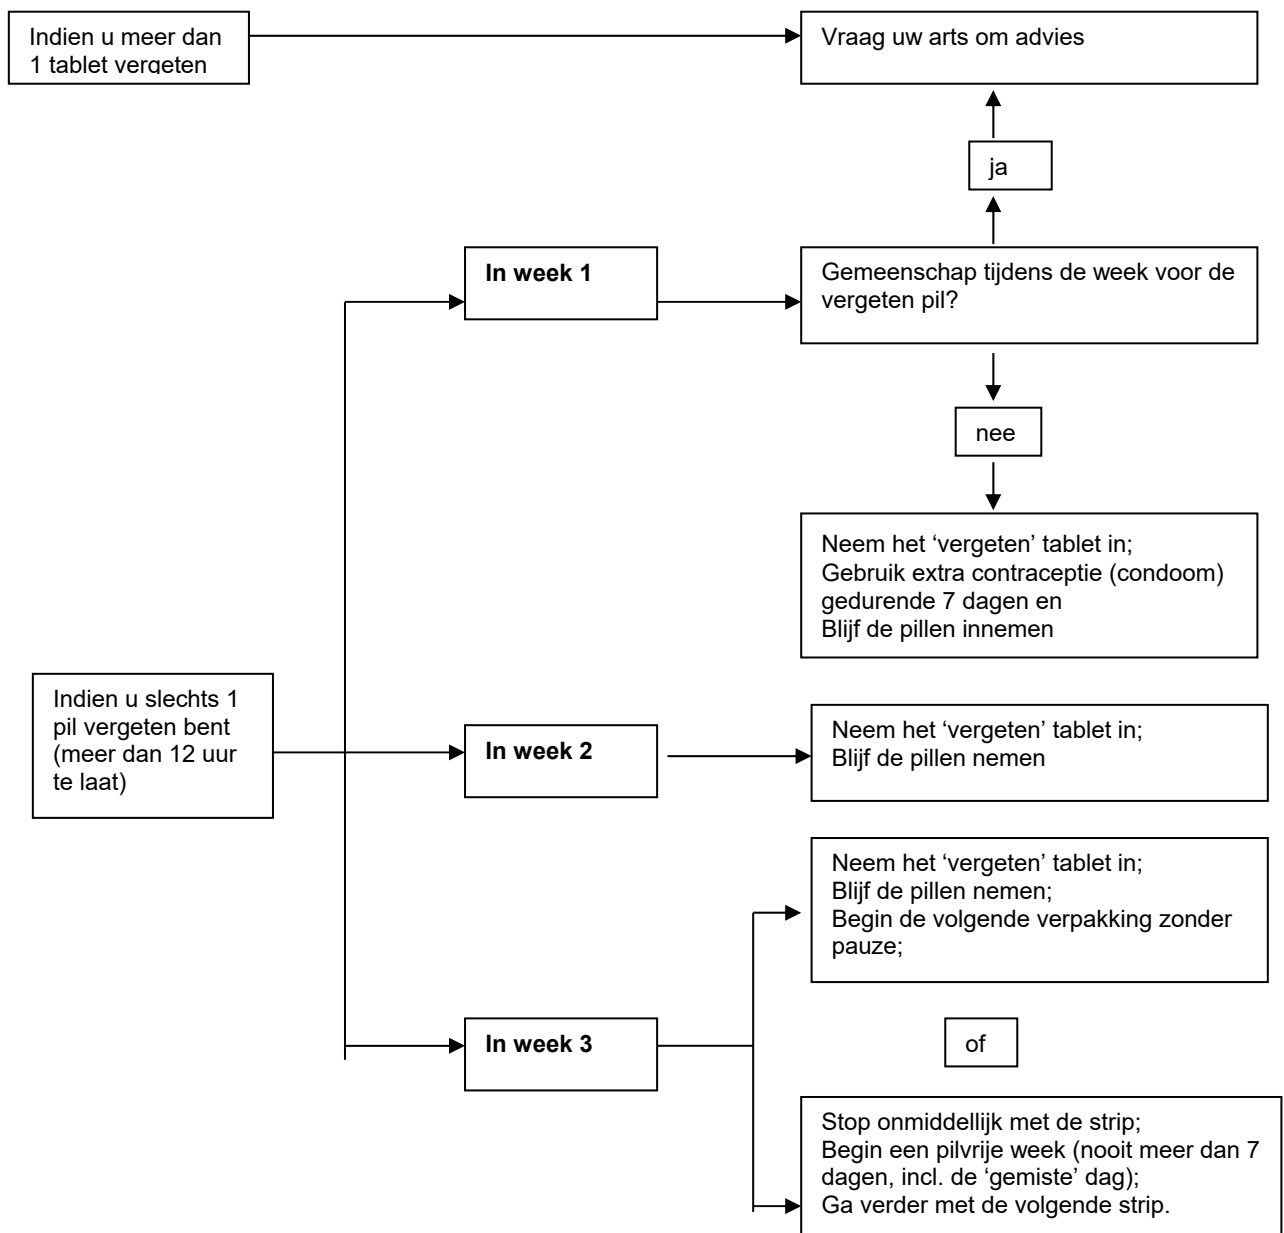 Indien u meer dan
1 tablet vergeten
Vraag uw arts om advies
ja
In week 1
Gemeenschap tijdens de week voor de
vergeten pil?
nee
Neem het ‘vergeten’ tablet in;
Gebruik extra contraceptie (condoom)
gedurende 7 dagen en
Blijf de pillen innemen
Indien u slechts 1
pil vergeten bent
(meer dan 12 uur
te laat)
In week 2
Neem het ‘vergeten’ tablet in;
Blijf de pillen nemen
Neem het ‘vergeten’ tablet in;
Blijf de pillen nemen;
Begin de volgende verpakking zonder
pauze;
In week 3
of
Stop onmiddellijk met de strip;
Begin een pilvrije week (nooit meer dan 7
dagen, incl. de ‘gemiste’ dag);
Ga verder met de volgende strip.